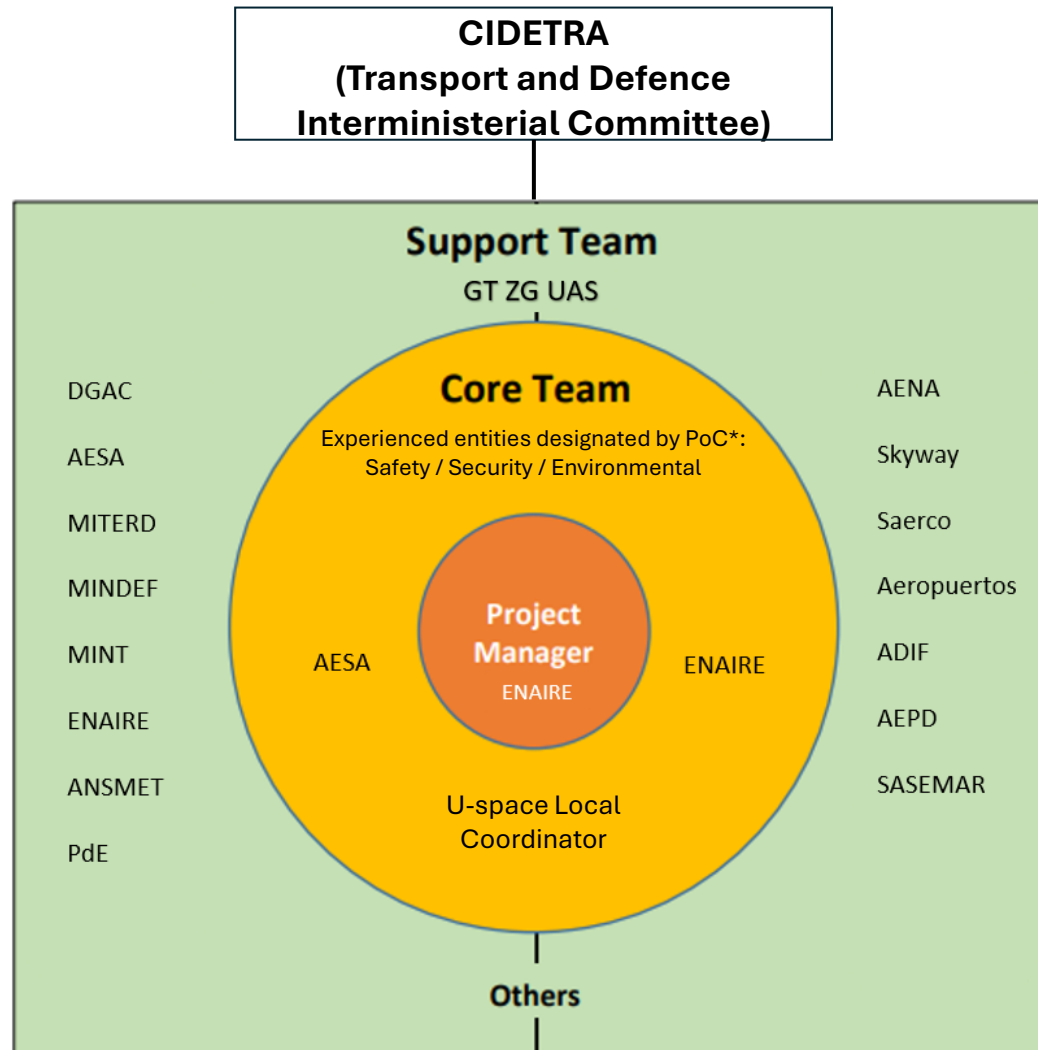 CIDETRA
(Transport and Defence
Interministerial Committee)
Support Team
GT ZG UAS
DGAC
AESA
MITERD
MINDEF
MINT
ENAIRE
ANSMET
PdE
Core Team
Experienced entities designated by PoC*:
Safety / Security / Environmental
AESA
Project
Manager
ENAIRE
ENAIRE
U-space Local
Coordinator
AENA
Skyway
Saerco
Aeropuertos
ADIF
AEPD
SASEMAR
Others